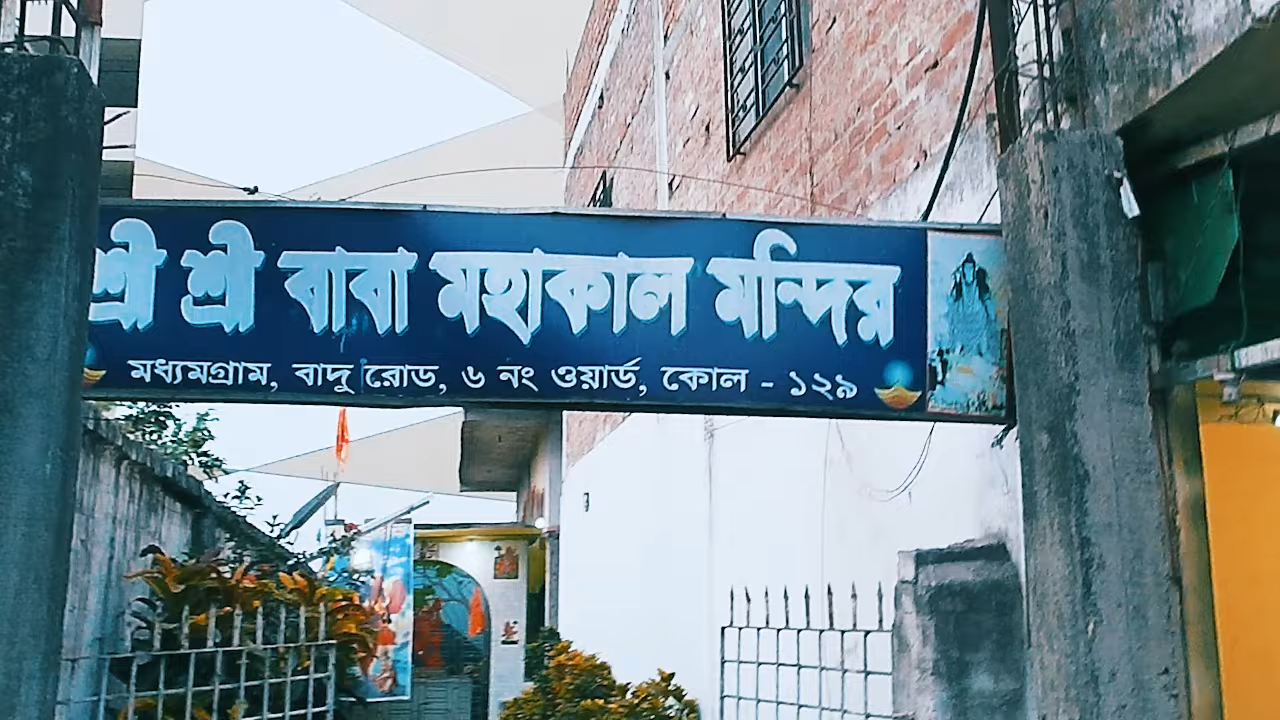 শ্রী শ্রী বাবা মহাকাল মন্দির
মধ্যমগ্রাম, বাদু রোড, ৬ নং ওয়ার্ড, কোল - ১২৯